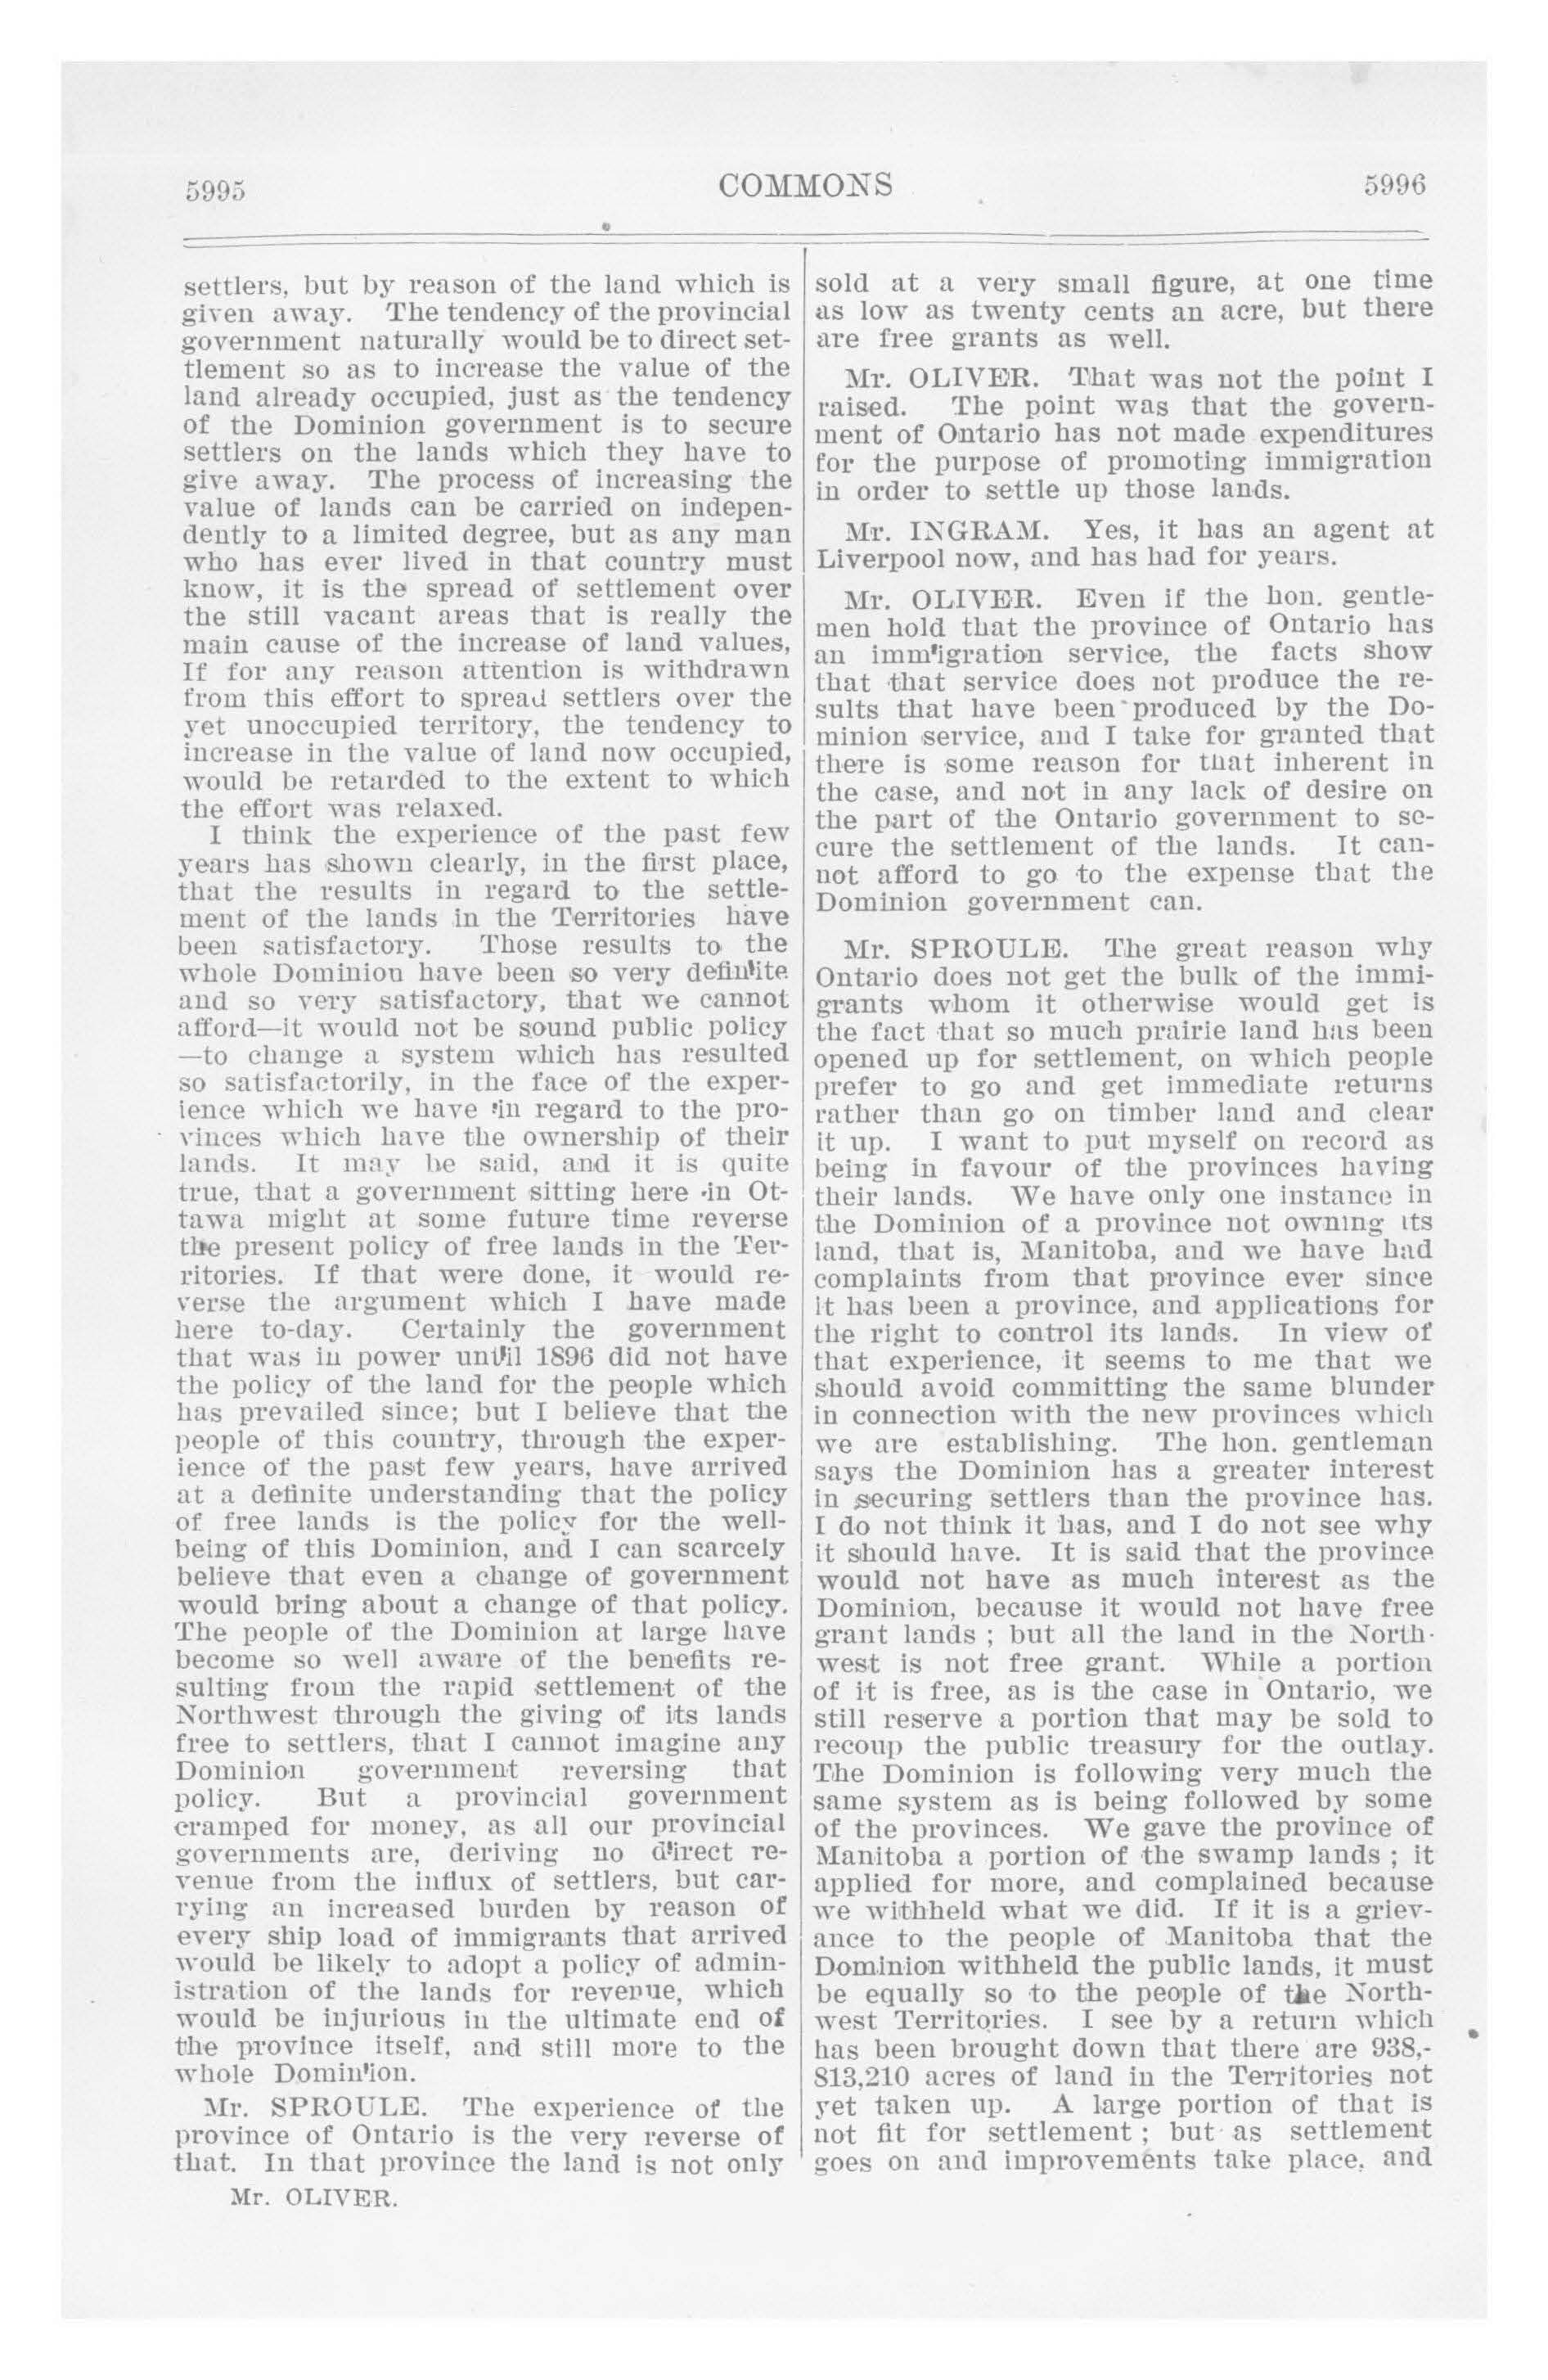 5995
COMMONS
5996
settlers, but by reason of the land which is
given away. The tendency of the provincial
government naturally would be to direct set-
tlement so as to increase the value of the
land already occupied, just as the tendency
of the Dominion government is to secure
settlers on the lands which they have to
give away. The process of increasing the
value of lands can be carried on indepen-
dently to a limited degree, but as any man
who has ever lived in that country must
know, it is the spread of settlement over
the still vacant areas that is really the
main cause of the increase of land values,
If for any reason attention is withdrawn
from this effort to spread settlers over the
yet unoccupied territory, the tendency to
increase in the value of land now occupied,
would be retarded to the extent to which
the effort was relaxed.
I think the experience of the past few
years has shown clearly, in the first place,
that the results in regard to the settle-
ment of the lands in the Territories have
been satisfactory. Those results to the
whole Dominion have been so very definite
and so very satisfactory, that we cannot
afford—it would not be sound public policy
—to change a system which has resulted
so satisfactorily, in the face of the exper-
ience which we have in regard to the pro-
vinces which have the ownership of their
lands. It may be said, and it is quite
true, that a government sitting here in Ot-
tawa might at some future time reverse
the present policy of free lands in the Ter-
ritories. If that were done, it would re-
verse the argument which I have made
here to-day. Certainly the government
that was in power until 1896 did not have
the policy of the land for the people which
has prevailed since; but I believe that the
people of this country, through the exper-
ience of the past few years, have arrived
at a definite understanding that the policy
of free lands is the policy for the well-
being of this Dominion, and I can scarcely
believe that even a change of government
would bring about a change of that policy.
The people of the Dominion at large have
become so well aware of the benefits re-
sulting from the rapid settlement of the
Northwest through the giving of its lands
free to settlers, that I cannot imagine any
Dominion government reversing that
policy. But a provincial government
cramped for money, as all our provincial
governments are, deriving no direct re-
venue from the influx of settlers, but car-
rying an increased burden by reason of
every ship load of immigrants that arrived
would be likely to adopt a policy of admin-
istration of the lands for revenue, which
would be injurious in the ultimate end of
the province itself, and still more to the
whole Dominion.
Mr. SPROULE. The experience of the
province of Ontario is the very reverse of
that. In that province the land is not only
Mr. OLIVER.
sold at a very small figure, at one time
as low as twenty cents an acre, but there
are free grants as well.
Mr. OLIVER. That was not the point I
raised. The point was that the govern-
ment of Ontario has not made expenditures
for the purpose of promoting immigration
in order to settle up those lands.
Mr. INGRAM. Yes, it has an agent at
Liverpool now, and has had for years.
Mr. OLIVER. Even if the hon. gentle-
men hold that the province of Ontario has
an immigration service, the facts show
that that service does not produce the re-
sults that have been produced by the Do-
minion service, and I take for granted that
there is some reason for that inherent in
the case, and not in any lack of desire on
the part of the Ontario government to se-
cure the settlement of the lands. It can-
not afford to go to the expense that the
Dominion government can.
Mr. SPROULE. The great reason why
Ontario does not get the bulk of the immi-
grants whom it otherwise would get is
the fact that so much prairie land has been
opened up for settlement, on which people
prefer to go and get immediate returns
rather than go on timber land and clear
it up. I want to put myself on record as
being in favour of the provinces having
their lands. We have only one instance in
the Dominion of a province not owning its
land, that is, Manitoba, and we have had
complaints from that province ever since
it has been a province, and applications for
the right to control its lands. In view of
that experience, it seems to me that we
should avoid committing the same blunder
in connection with the new provinces which
we are establishing. The hon. gentleman
says the Dominion has a greater interest
in securing settlers than the province has.
I do not think it has, and I do not see why
it should have. It is said that the province
would not have as much interest as the
Dominion, because it would not have free
grant lands ; but all the land in the North-
west is not free grant. While a portion
of it is free, as is the case in Ontario, we
still reserve a portion that may be sold to
recoup the public treasury for the outlay.
The Dominion is following very much the
same system as is being followed by some
of the provinces. We gave the province of
Manitoba a portion of the swamp lands ; it
applied for more, and complained because
we withheld what we did. If it is a griev-
ance to the people of Manitoba that the
Dominion withheld the public lands, it must
be equally so to the people of the North-
west Territories. I see by a return which
has been brought down that there are 938,-
813,210 acres of land in the Territories not
yet taken up. A large portion of that is
not fit for settlement ; but as settlement
goes on and improvements take place, and